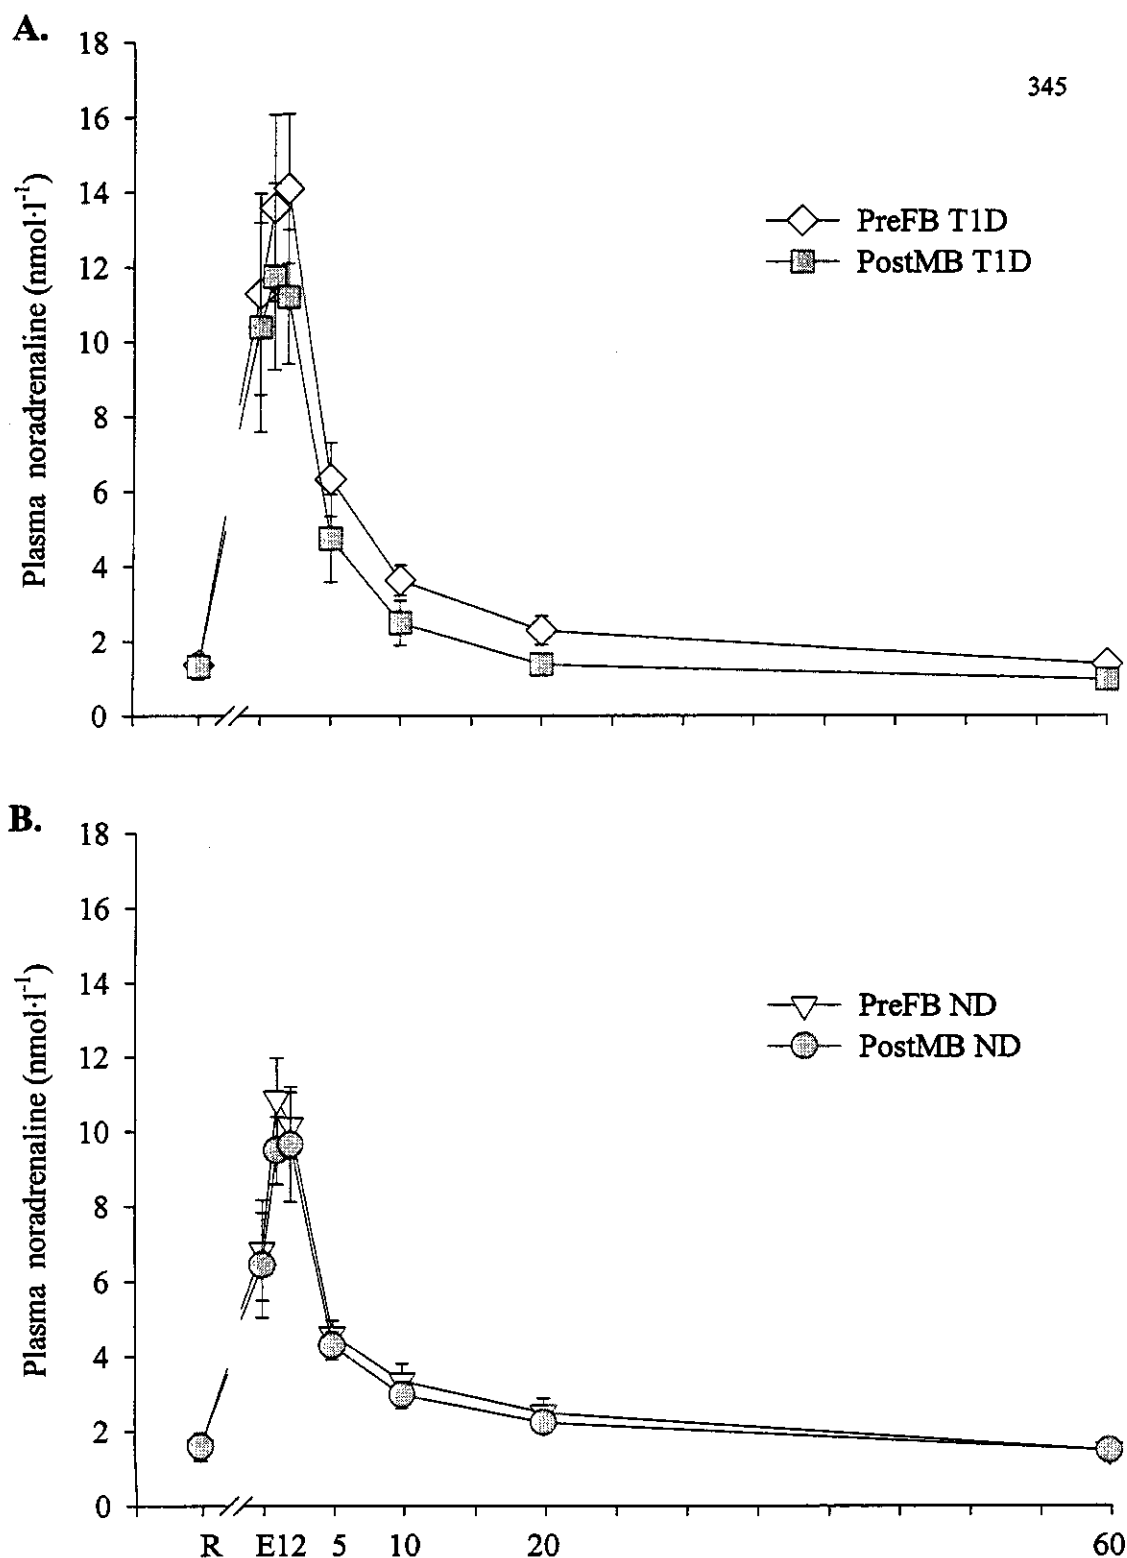 A.
345
18
16
14
12
10
8
6
4
2
0
Plasma noradrenaline (nmol·l⁻¹)
PreFB T1D
PostMB T1D
B.
18
16
14
12
10
8
6
4
2
0
Plasma noradrenaline (nmol·l⁻¹)
PreFB ND
PostMB ND
R E12 5 10 20 60